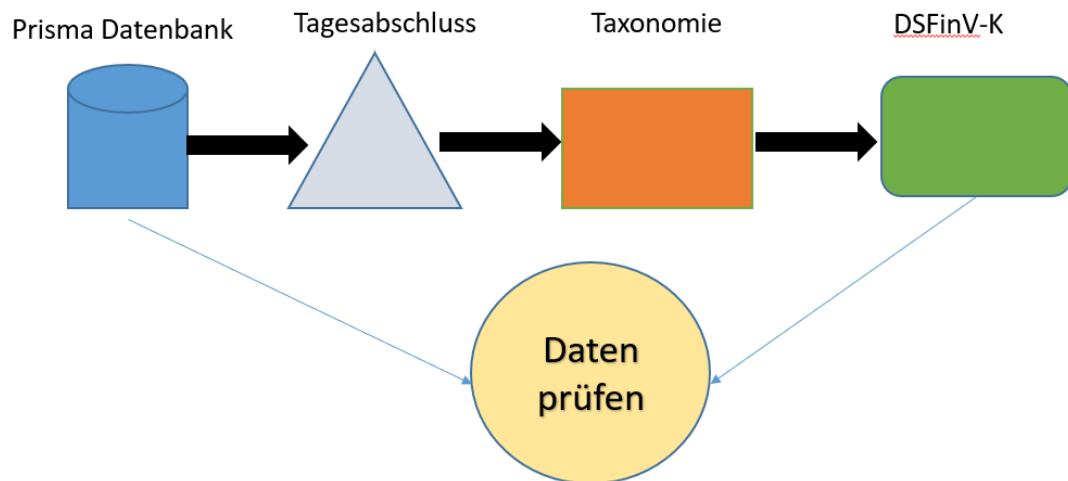 Prisma Datenbank
Tagesabschluss
Taxonomie
DSFinV-K
Daten
prüfen